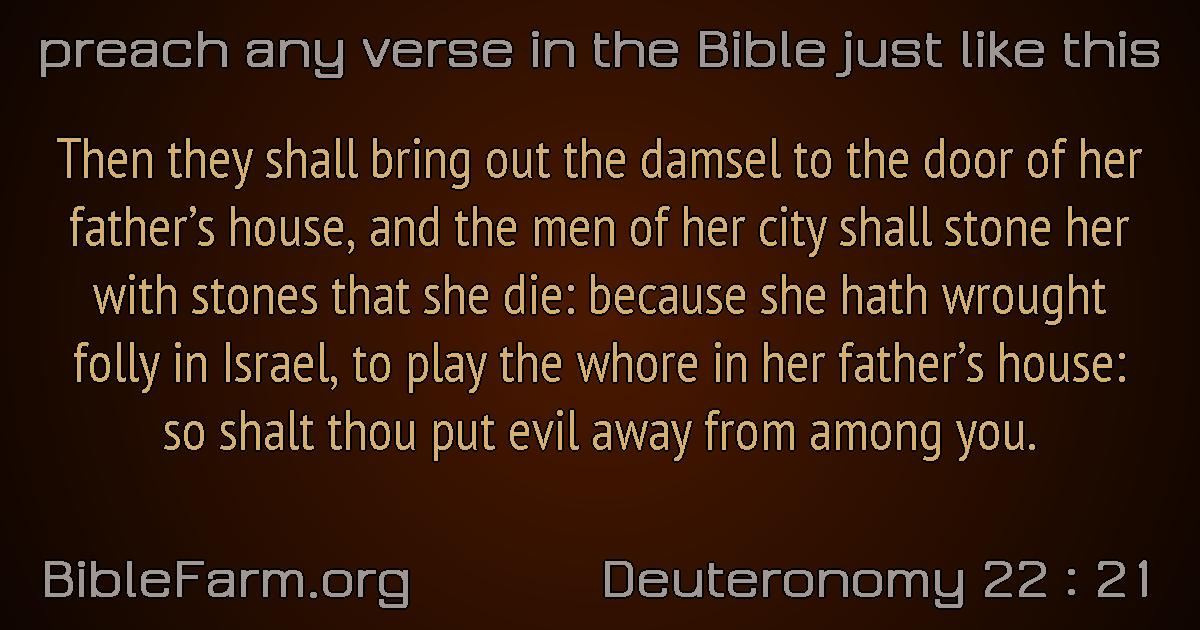 preach any verse in the Bible just like this
Then they shall bring out the damsel to the door of her
father’s house, and the men of her city shall stone her
with stones that she die: because she hath wrought
folly in Israel, to play the whore in her father’s house:
so shalt thou put evil away from among you.
BibleFarm.org
Deuteronomy 22 : 21